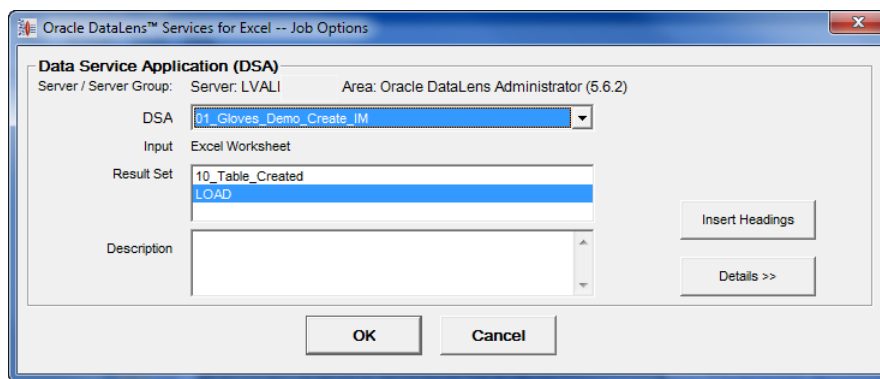 Oracle DataLens™ Services for Excel -- Job Options
X
Data Service Application (DSA)
Server / Server Group: Server: LVALI Area: Oracle DataLens Administrator (5.6.2)
DSA 01_Gloves_Demo_Create_IM
Input Excel Worksheet
Result Set 10_Table_Created
LOAD
Insert Headings
Description
Details >>
OK Cancel